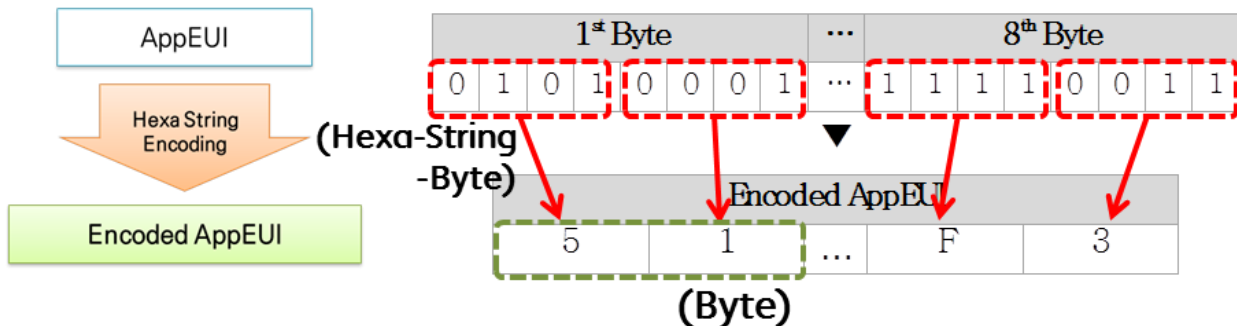 AppEUI
Hexa String
Encoding
Encoded AppEUI
1st Byte ... 8th Byte
0 1 0 1 0 0 0 1 ... 1 1 1 1 0 0 1 1
(Hexa-String
-Byte)
Encoded AppEUI
5 1 ... F 3
(Byte)